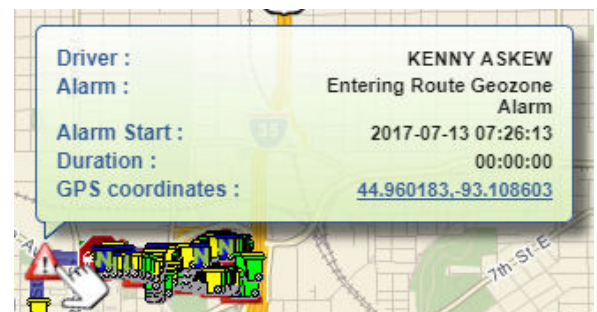 Driver :
KENNY ASKEW
Alarm :
Entering Route Geozone
Alarm
Alarm Start :
2017-07-13 07:26:13
Duration :
00:00:00
GPS coordinates :
44.960183,-93.108603
35
N
N
N
7th-St-E